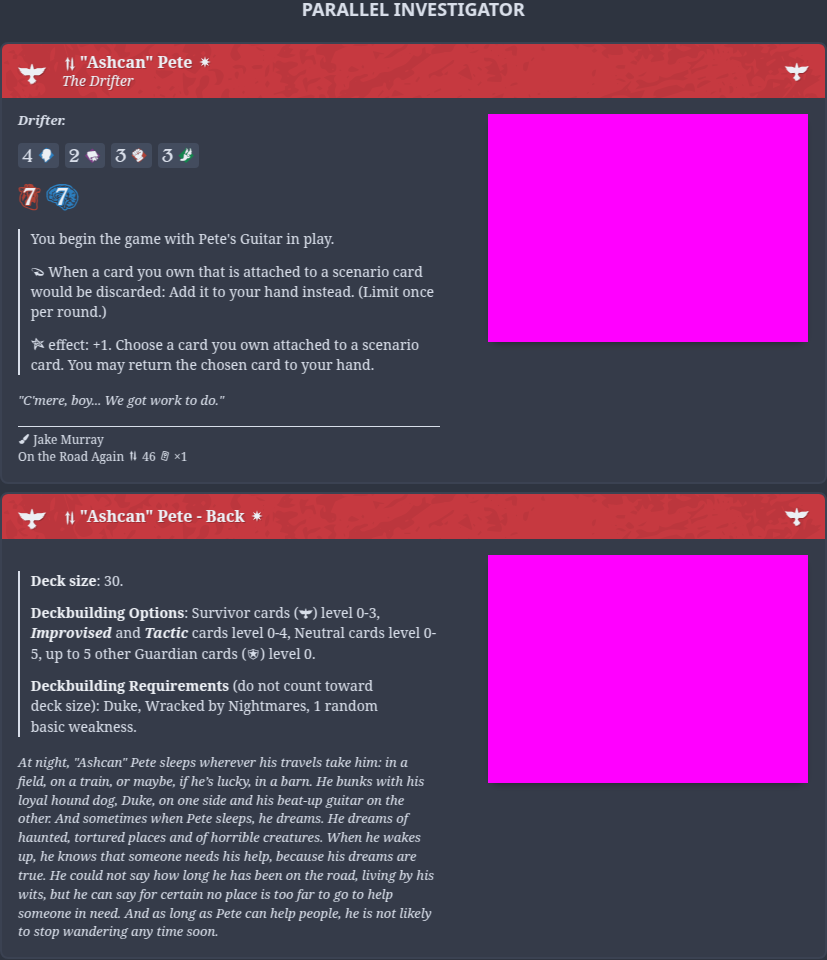 PARALLEL INVESTIGATOR
"Ashcan" Pete
The Drifter
Drifter.
4 2 3 3
7 7
You begin the game with Pete's Guitar in play.
When a card you own that is attached to a scenario card
would be discarded: Add it to your hand instead. (Limit once
per round.)
effect: +1. Choose a card you own attached to a scenario
card. You may return the chosen card to your hand.
"C'mere, boy... We got work to do."
Jake Murray
On the Road Again 46 ×1
"Ashcan" Pete - Back
Deck size: 30.
Deckbuilding Options: Survivor cards () level 0-3,
Improvised and Tactic cards level 0-4, Neutral cards level 0-
5, up to 5 other Guardian cards () level 0.
Deckbuilding Requirements (do not count toward
deck size): Duke, Wracked by Nightmares, 1 random
basic weakness.
At night, "Ashcan" Pete sleeps wherever his travels take him: in a
field, on a train, or maybe, if he's lucky, in a barn. He bunks with his
loyal hound dog, Duke, on one side and his beat-up guitar on the
other. And sometimes when Pete sleeps, he dreams. He dreams of
haunted, tortured places and of horrible creatures. When he wakes
up, he knows that someone needs his help, because his dreams are
true. He could not say how long he has been on the road, living by his
wits, but he can say for certain no place is too far to go to help
someone in need. And as long as Pete can help people, he is not likely
to stop wandering any time soon.